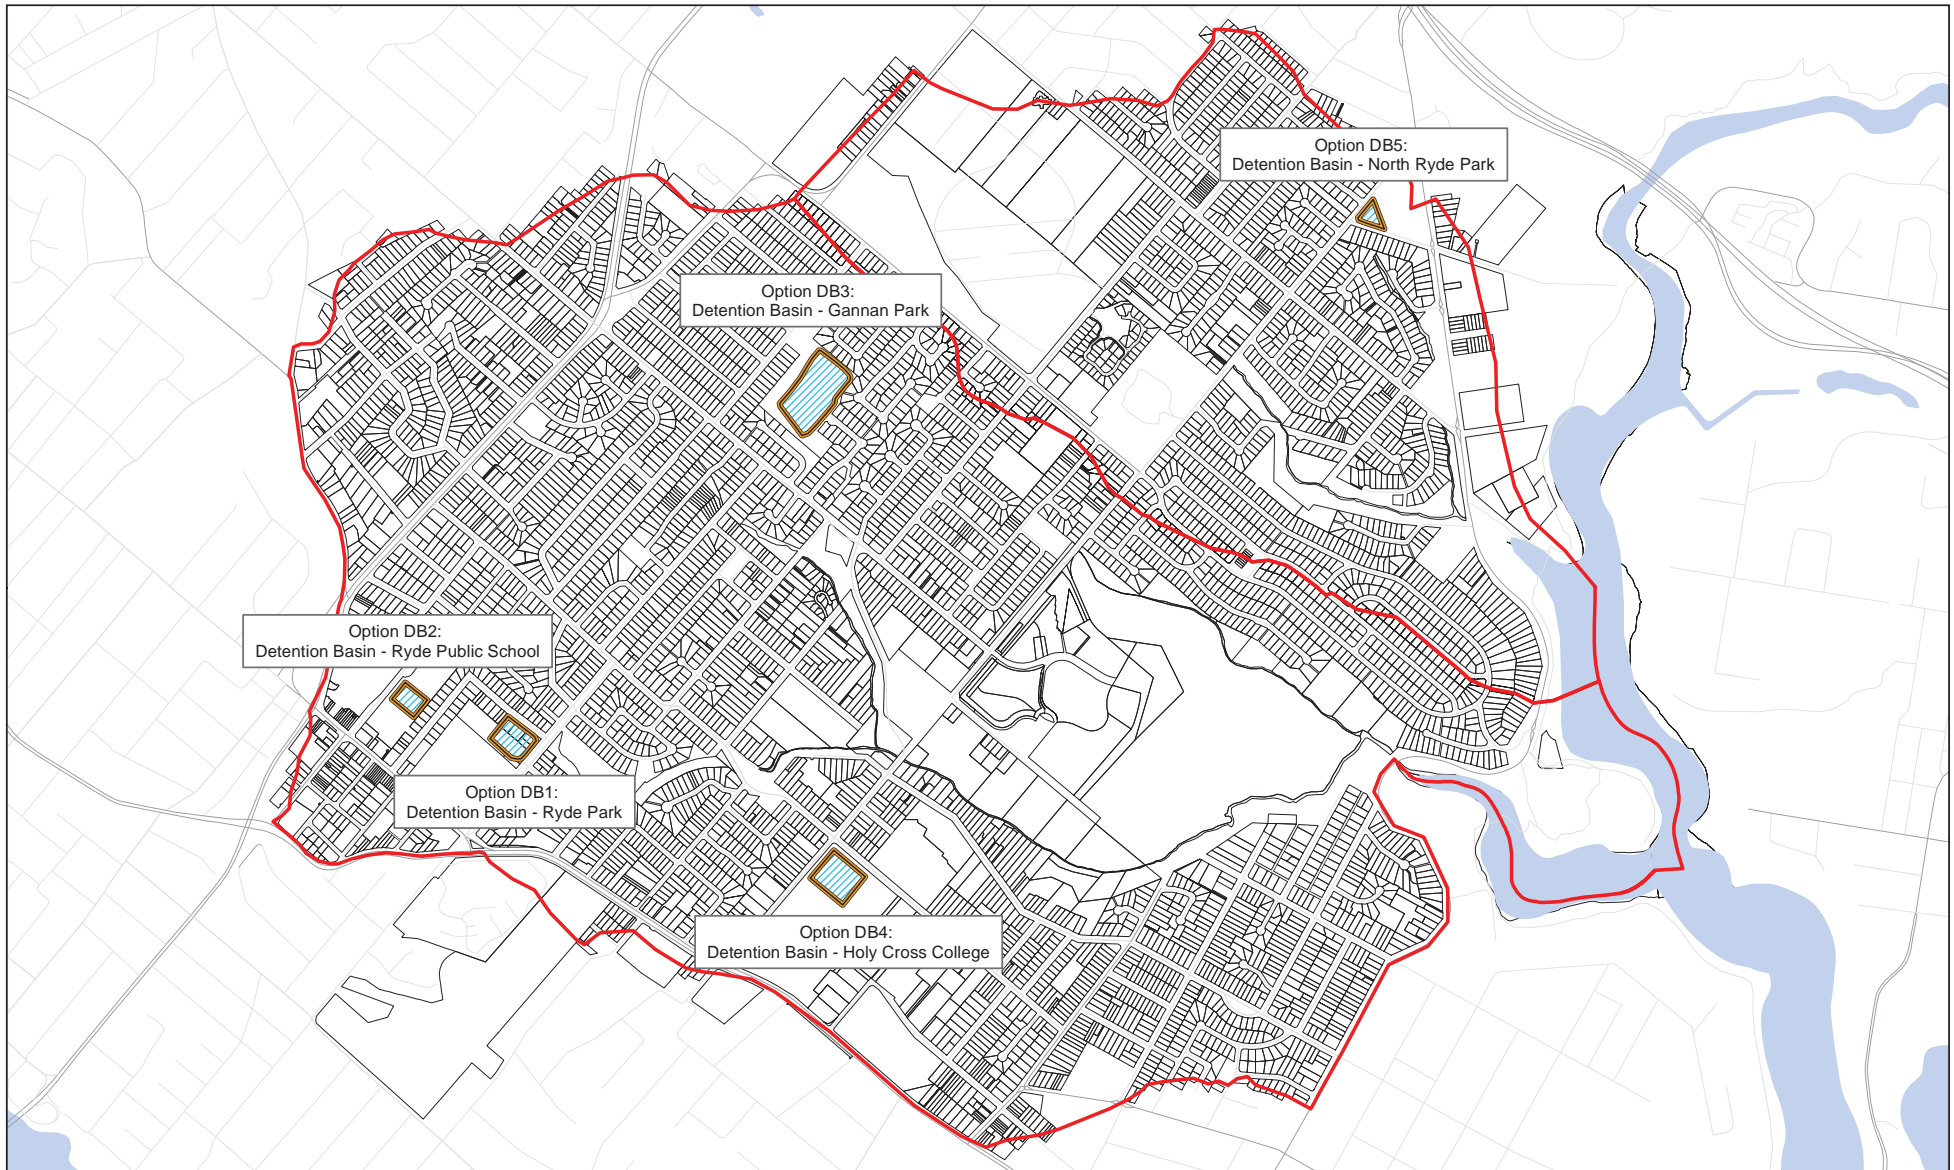 Option DB5:
Detention Basin - North Ryde Park
Option DB3:
Detention Basin - Gannan Park
Option DB2:
Detention Basin - Ryde Public School
Option DB1:
Detention Basin - Ryde Park
Option DB4:
Detention Basin - Holy Cross College